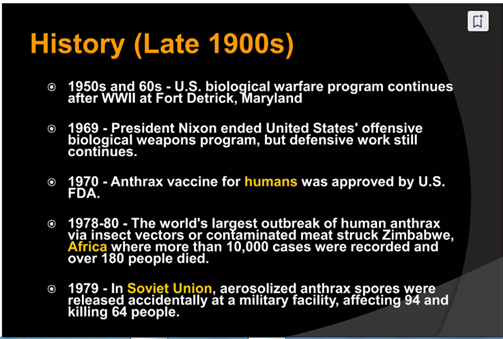 History (Late 1900s)
1950s and 60s - U.S. biological warfare program continues
after WWII at Fort Detrick, Maryland
1969 - President Nixon ended United States' offensive
biological weapons program, but defensive work still
continues.
1970 - Anthrax vaccine for humans was approved by U.S.
FDA.
1978-80 - The world's largest outbreak of human anthrax
via insect vectors or contaminated meat struck Zimbabwe,
Africa where more than 10,000 cases were recorded and
over 180 people died.
1979 - In Soviet Union, aerosolized anthrax spores were
released accidentally at a military facility, affecting 94 and
killing 64 people.